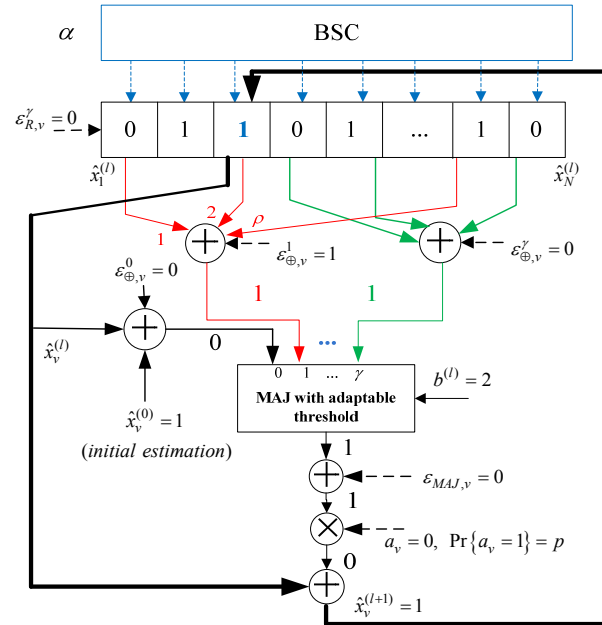 α BSC
ε^γ_{R,v}=0
0 1 1 0 1 ... 1 0
x̂_1^{(l)} x̂_N^{(l)}
1 2 ρ
ε^1_{⊕,v}=1
ε^γ_{⊕,v}=0
ε^0_{⊕,v}=0
1 1
...
x̂_v^{(l)} 0
0 1 ... γ
MAJ with adaptable
threshold
b^{(l)}=2
x̂_v^{(0)}=1
(initial estimation)
1
ε_{MAJ,v}=0
1
a_v=0, Pr{a_v=1}=p
0
x̂_v^{(l+1)}=1